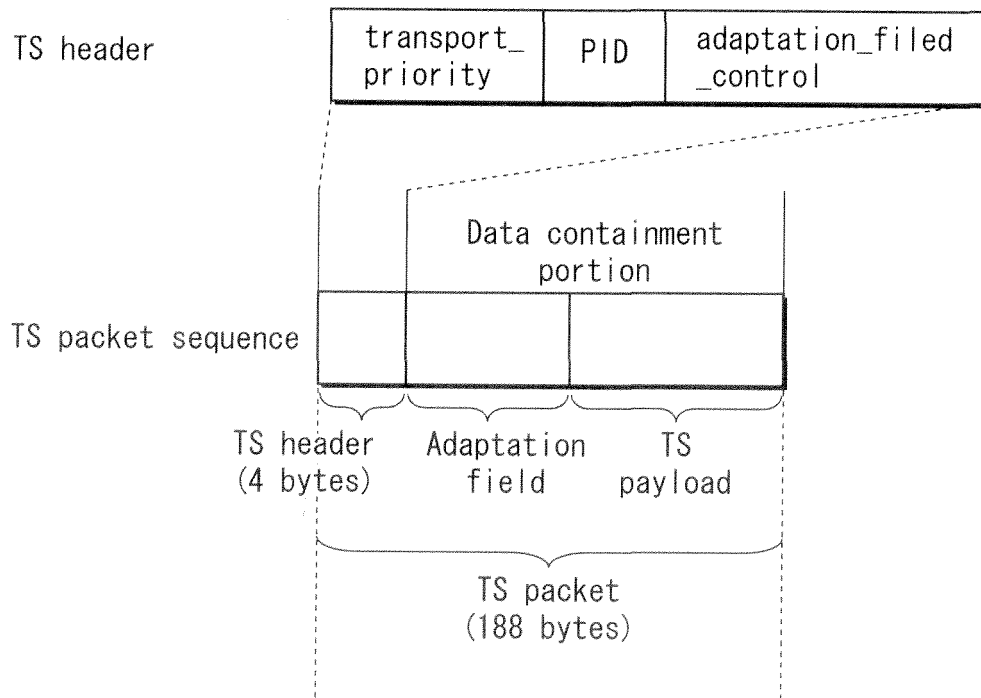 TS header
transport_
priority
PID
adaptation_filed
_control
Data containment
portion
TS packet sequence
TS header
(4 bytes)
Adaptation
field
TS
payload
TS packet
(188 bytes)